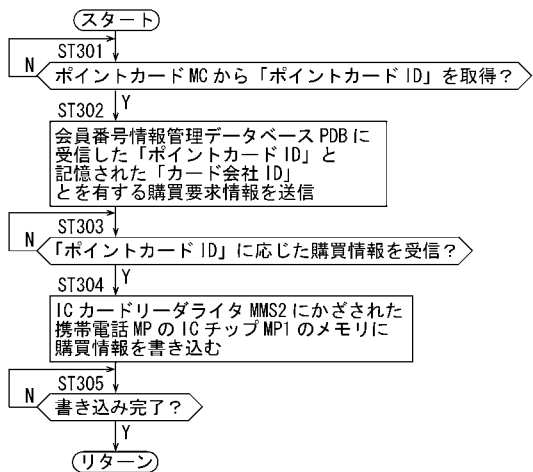 スタート
ST301
N
ポイントカードMCから「ポイントカードID」を取得？
Y
ST302
会員番号情報管理データベースPDBに
受信した「ポイントカードID」と
記憶された「カード会社ID」
とを有する購買要求情報を送信
ST303
N
「ポイントカードID」に応じた購買情報を受信？
Y
ST304
ICカードリーダライタMMS2にかざされた
携帯電話MPのICチップMP1のメモリに
購買情報を書き込む
ST305
N
書き込み完了？
Y
リターン